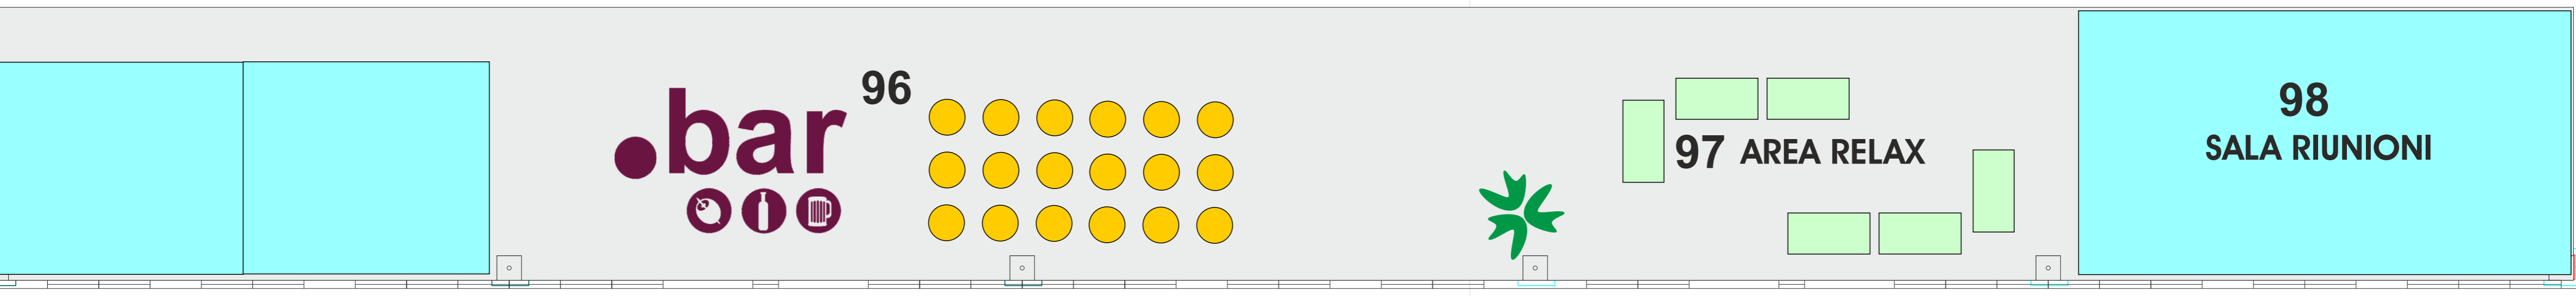 .bar
96
97 AREA RELAX
98
SALA RIUNIONI